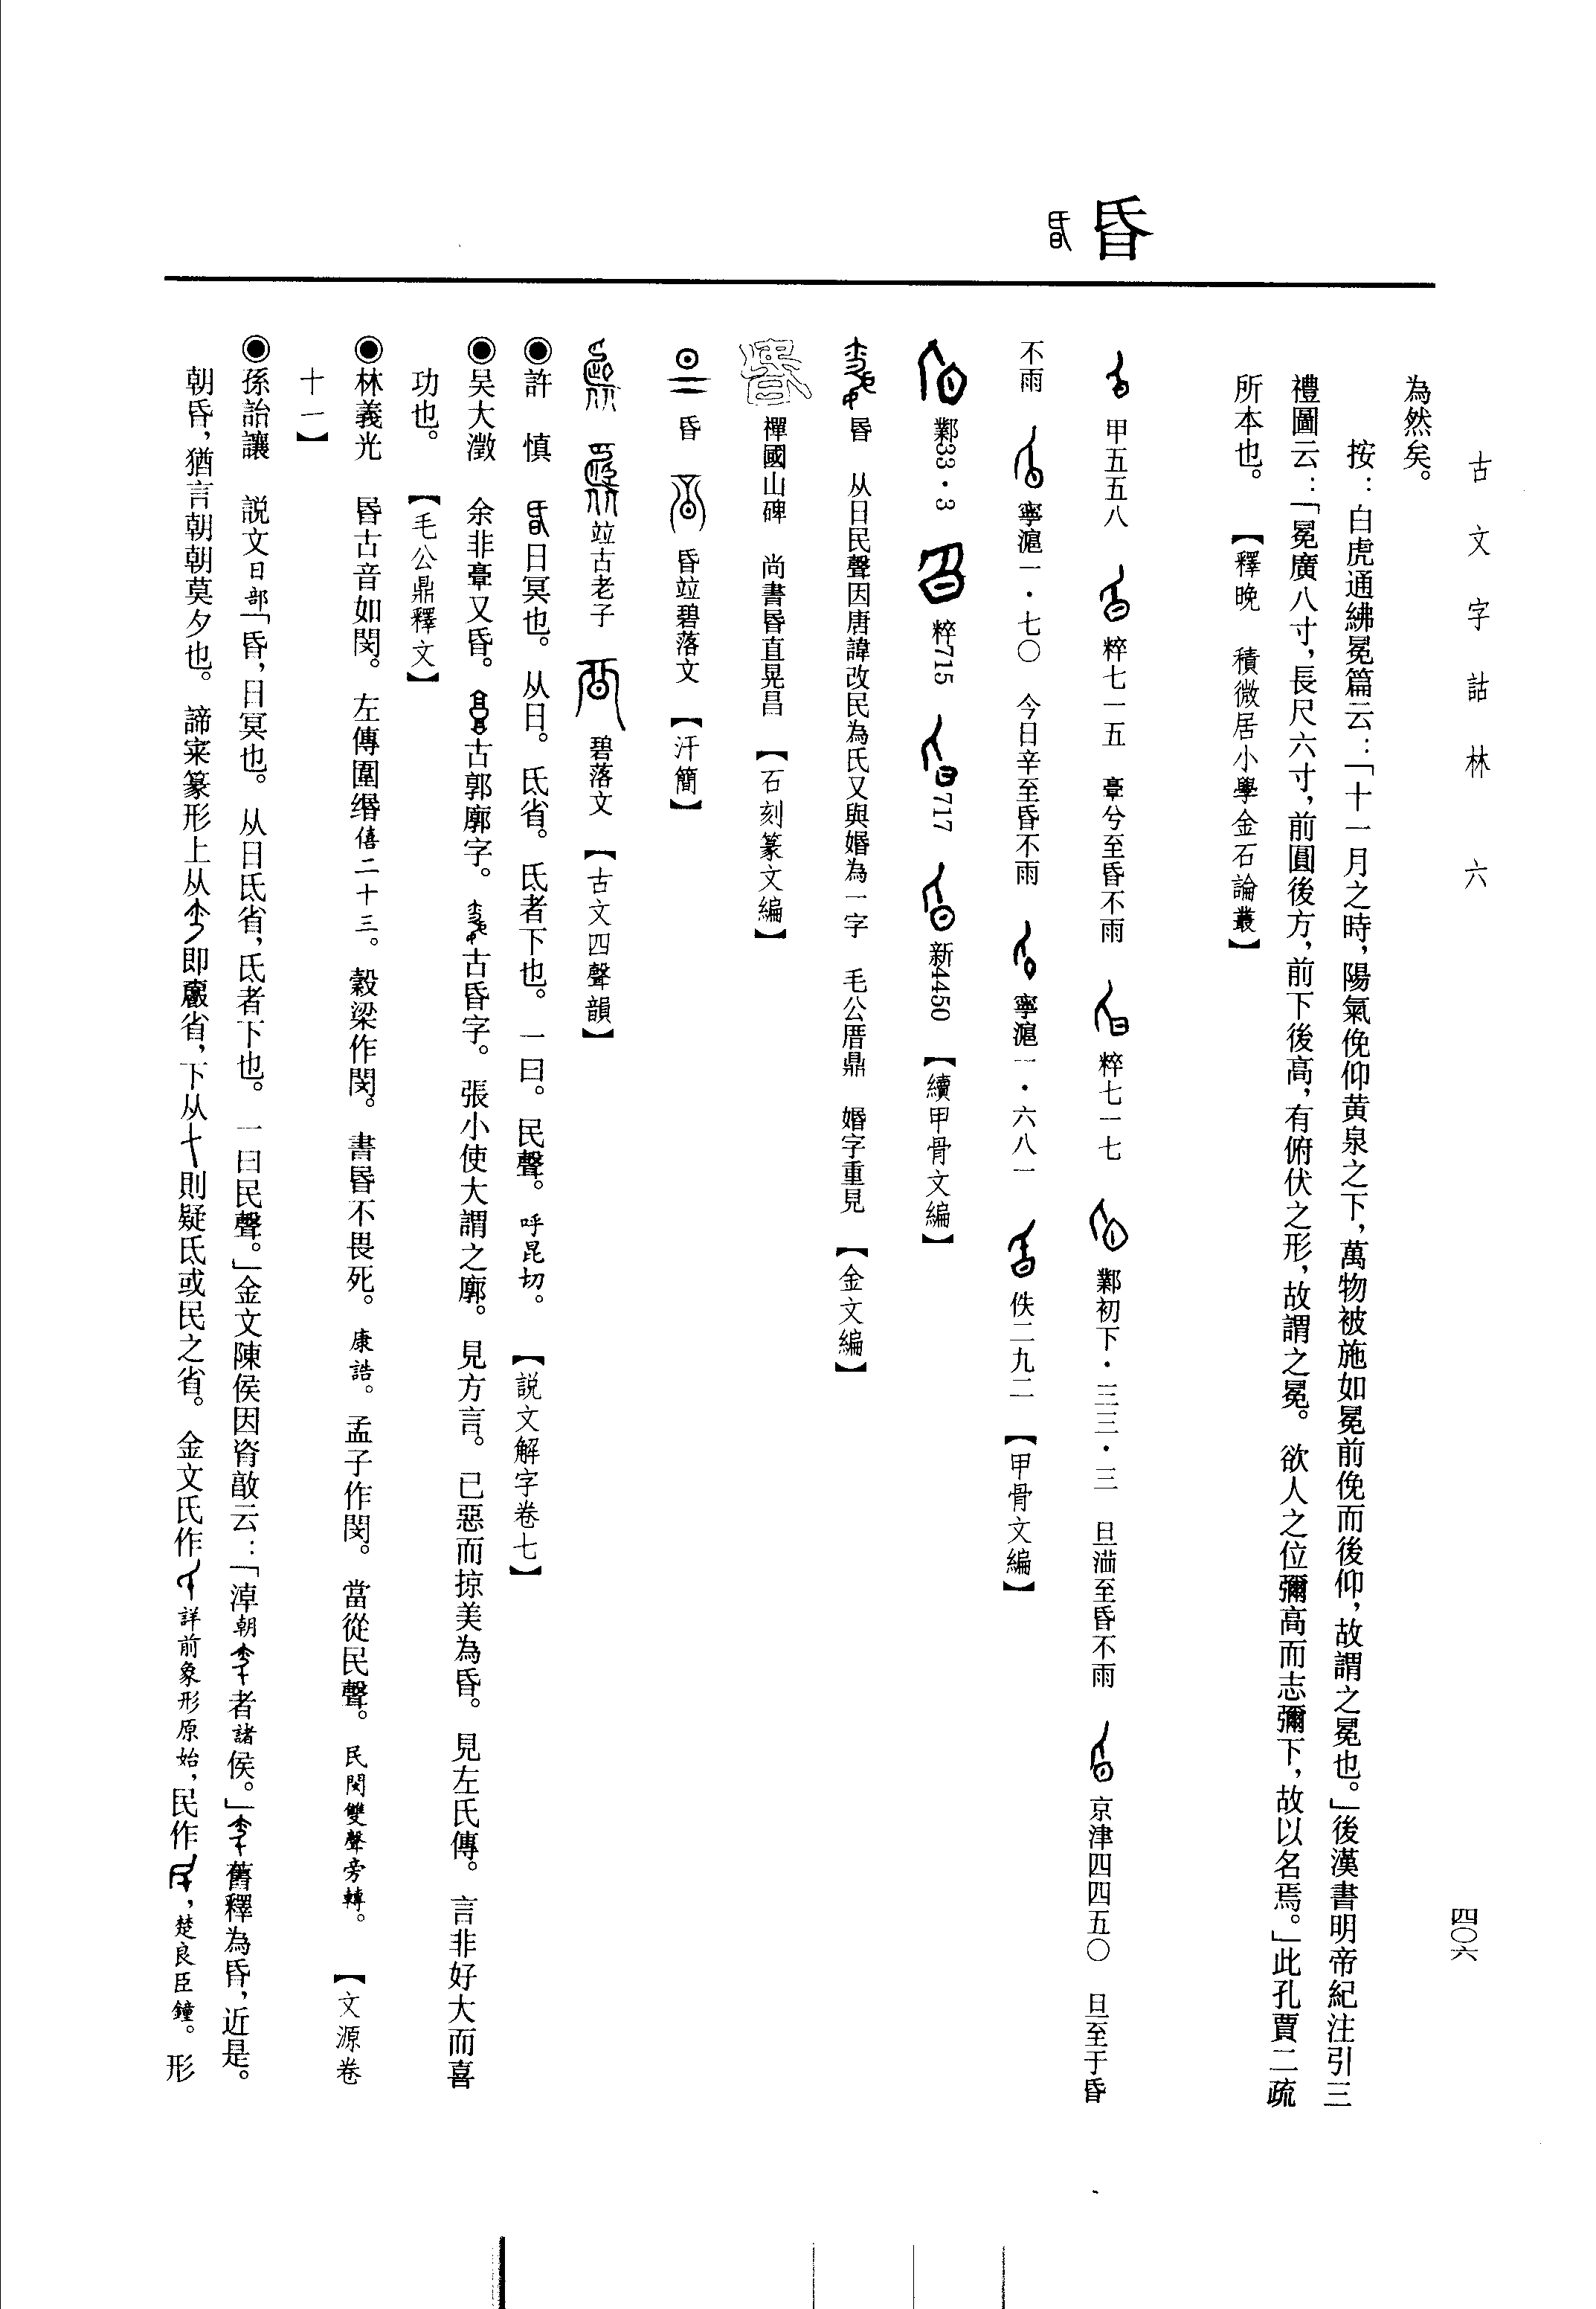 古文字詁林　六
四〇六
昏
為然矣。
按：白虎通紼冕篇云：「十一月之時，陽氣俛仰黄泉之下，萬物被施如冕前俛而後仰，故謂之冕也。」後漢書明帝紀注引三
禮圖云：「冕廣八寸，長尺六寸，前圓後方，前下後高，有俯伏之形，故謂之冕。欲人之位彌高而志彌下，故以名焉。」此孔賈二疏
所本也。【釋晚　積微居小學金石論叢】
甲五五八　粹七一五　𦎫兮至昏不雨　粹七一七　鄴初下・三三・三　旦湄至昏不雨　京津四四五〇　旦至于昏
不雨　寧滬一・七〇　今日辛至昏不雨　寧滬一・六八一　佚二九二　【甲骨文編】
鄴33・3　粹715　717　新4450　【續甲骨文編】
昬　从日民聲因唐諱改民為氏又與婚為一字　毛公厝鼎　婚字重見　【金文編】
禪國山碑　尚書昬直晃昌　【石刻篆文編】
昏　昏竝碧落文　【汗簡】
竝古老子　碧落文　【古文四聲韻】
◉許　慎　日冥也。从日。氐省。氐者下也。一曰。民聲。呼昆切。【説文解字卷七】
◉吴大澂　余非𦎫又昏。古郭廓字。古昏字。張小使大謂之廓。見方言。已惡而掠美為昏。見左氏傳。言非好大而喜
功也。【毛公鼎釋文】
◉林義光　昬古音如閔。左傳圍緡僖二十三。穀梁作閔。書昬不畏死。康誥。孟子作閔。當從民聲。民閔雙聲旁轉。【文源卷
十一】
◉孫詒讓　説文日部「昏，日冥也。从日氐省，氐者下也。一曰民聲。」金文陳侯因𬱖敦云：「淖朝者諸侯。」舊釋為昏，近是。
朝昏，猶言朝朝莫夕也。諦宷篆形上从即省，下从則疑氐或民之省。金文氏作詳前象形原始，民作，楚良臣鐘。形